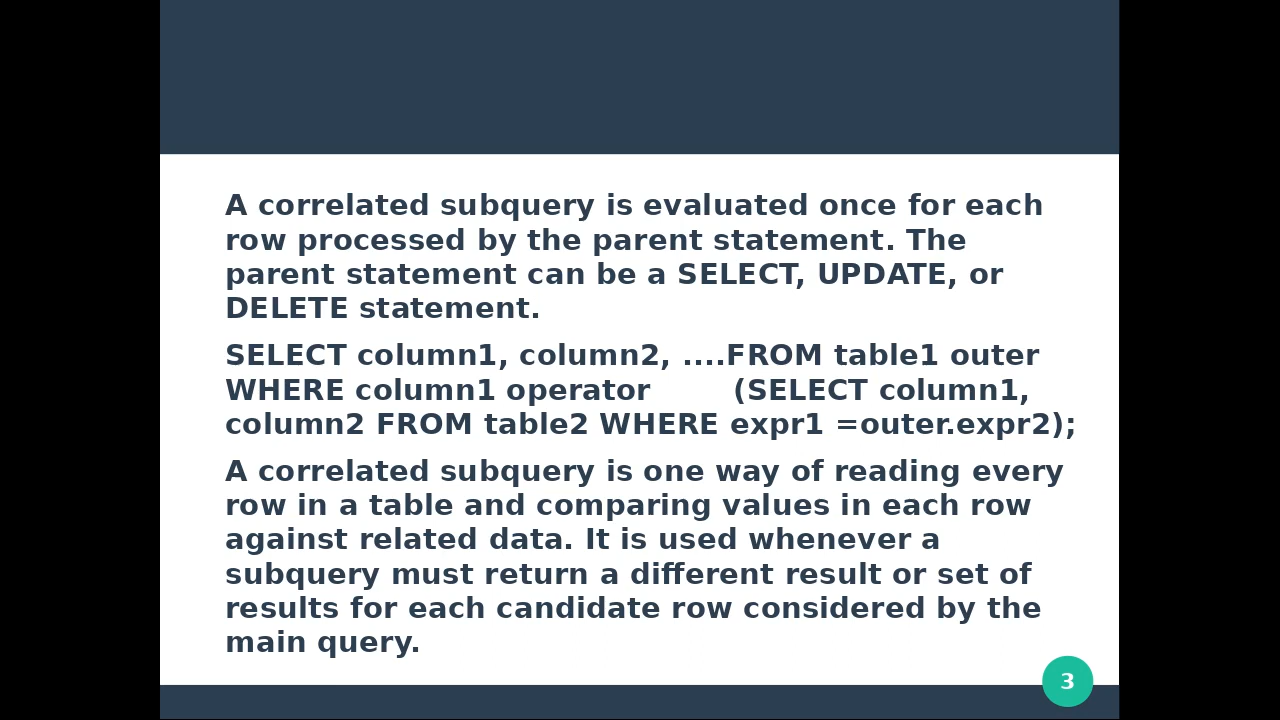 A correlated subquery is evaluated once for each
row processed by the parent statement. The
parent statement can be a SELECT, UPDATE, or
DELETE statement.
SELECT column1, column2, ....FROM table1 outer
WHERE column1 operator (SELECT column1,
column2 FROM table2 WHERE expr1 =outer.expr2);
A correlated subquery is one way of reading every
row in a table and comparing values in each row
against related data. It is used whenever a
subquery must return a different result or set of
results for each candidate row considered by the
main query.
3